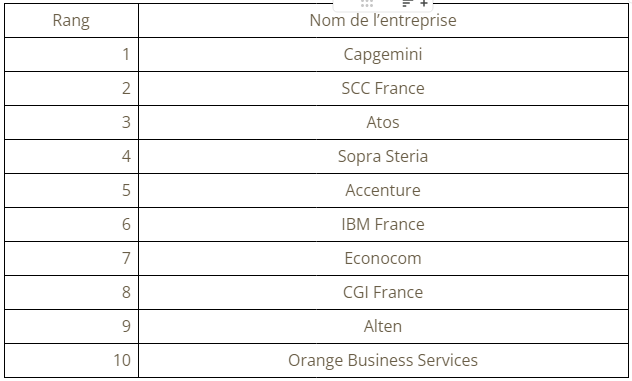 Rang Nom de l’entreprise
1 Capgemini
2 SCC France
3 Atos
4 Sopra Steria
5 Accenture
6 IBM France
7 Econocom
8 CGI France
9 Alten
10 Orange Business Services